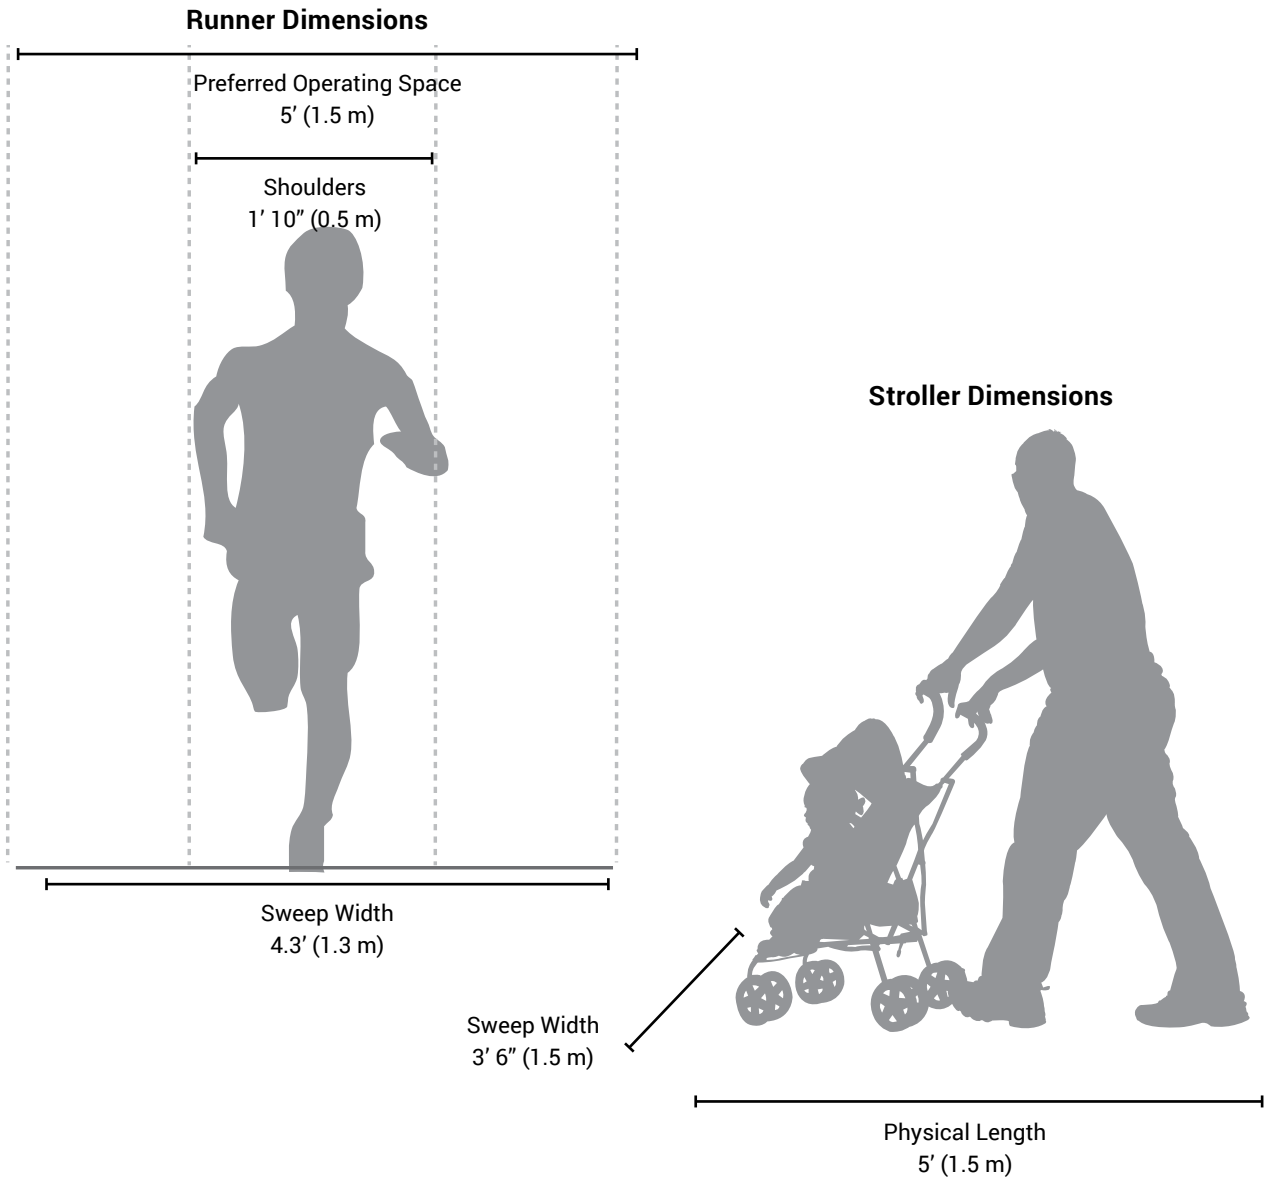 Runner Dimensions
Preferred Operating Space
5’ (1.5 m)
Shoulders
1’ 10” (0.5 m)
Sweep Width
4.3’ (1.3 m)
Stroller Dimensions
Sweep Width
3’ 6” (1.5 m)
Physical Length
5’ (1.5 m)